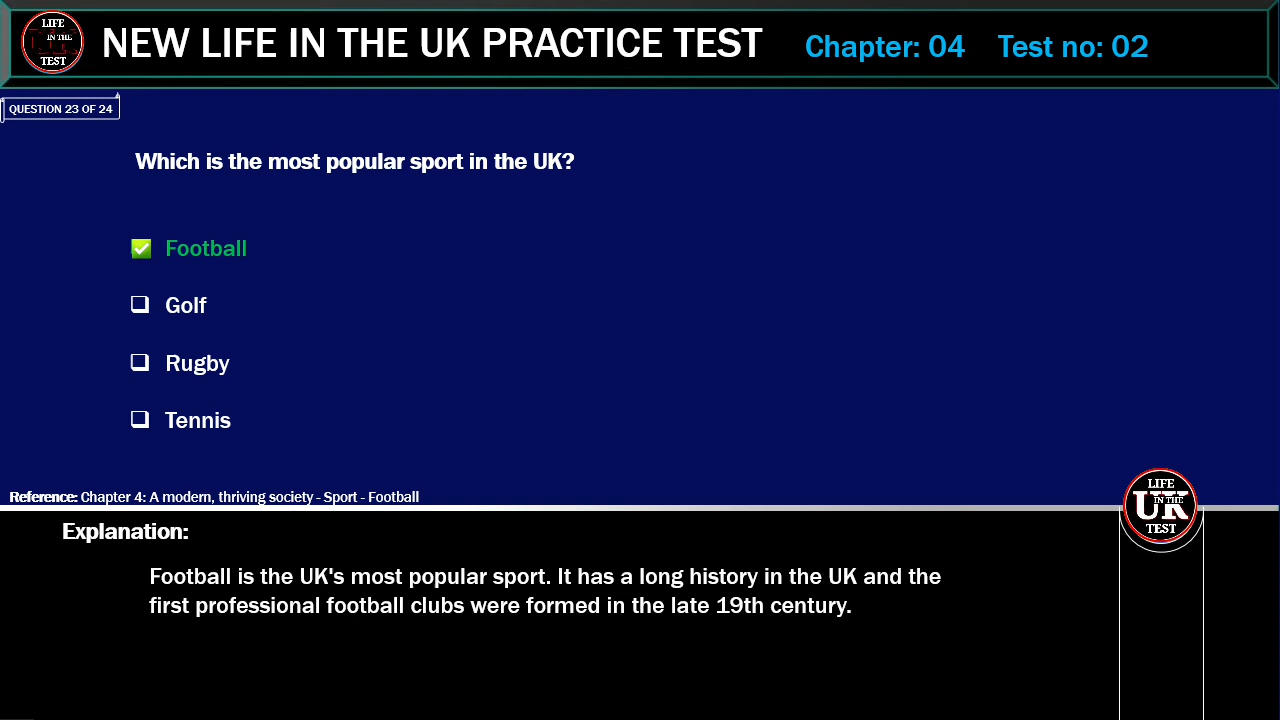 LIFE
IN THE
TEST
NEW LIFE IN THE UK PRACTICE TEST
Chapter: 04
Test no: 02
QUESTION 23 OF 24
Which is the most popular sport in the UK?
Football
Golf
Rugby
Tennis
Reference: Chapter 4: A modern, thriving society - Sport - Football
LIFE
IN THE
UK
TEST
Explanation:
Football is the UK's most popular sport. It has a long history in the UK and the
first professional football clubs were formed in the late 19th century.